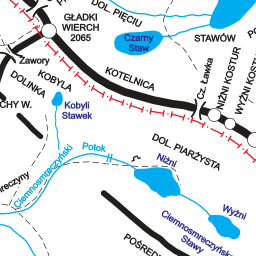 GŁADKI
WIERCH
2065
DOL. PIĘCIU
STAWÓW
Czarny
Staw
Zawory
KOTELNICA
Cz. Ławka
NIŻNI KOSTUR
WYŻNI KOSTUR
DOLINKA
KOBYLA
CHY W.
Kobyli
Stawek
DOL. PIARŻYSTA
Potok
Niżni
Ciemnosmreczyński
reczyny
Wyżni
Ciemnosmreczyńskie
Stawy